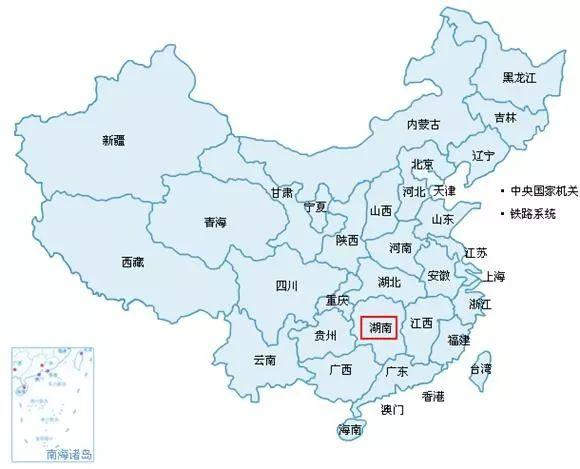 黑龙江
吉林
内蒙古
辽宁
新疆
北京
甘肃
河北
天津
• 中央国家机关
宁夏
山西
山东
• 铁路系统
青海
陕西
河南
江苏
西藏
四川
湖北
安徽
上海
重庆
浙江
湖南
江西
贵州
福建
云南
广西
广东
台湾
香港
澳门
海南
南海诸岛